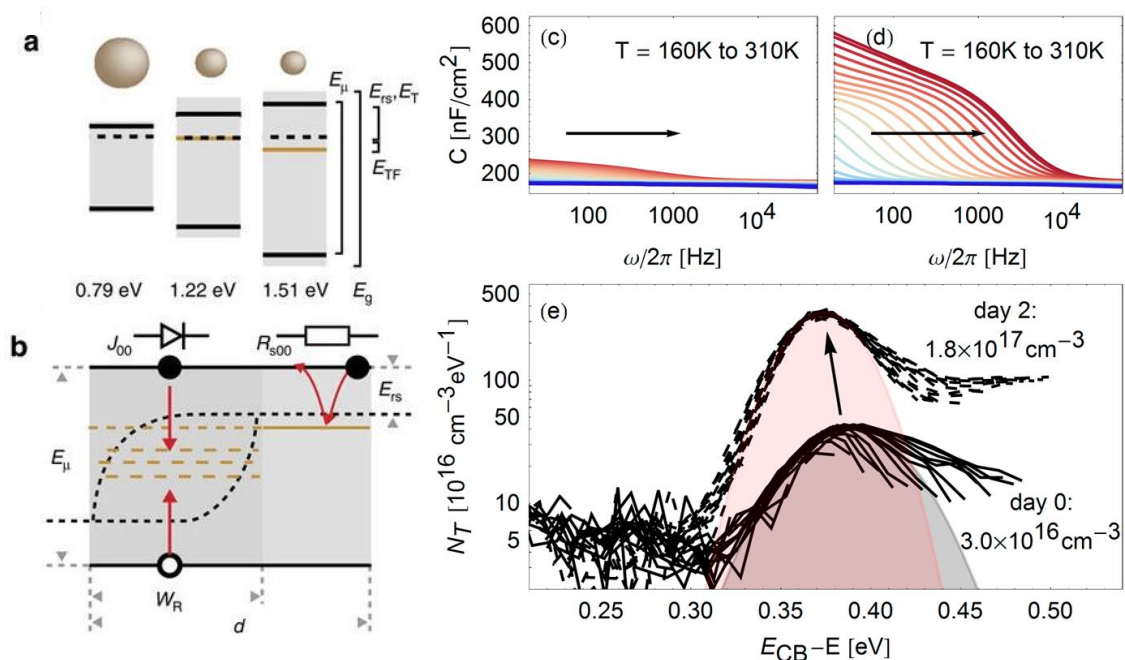 a
E_μ
E_rs, E_T
E_TF
0.79 eV 1.22 eV 1.51 eV E_g
b
J_00 R_s00
E_rs
E_μ
W_R
d
600
500
400
300
200
C [nF/cm²]
(c) T = 160K to 310K
100 1000 10⁴
ω/2π [Hz]
(d) T = 160K to 310K
100 1000 10⁴
ω/2π [Hz]
500
100
50
10
5
N_T [10¹⁶ cm⁻³eV⁻¹]
(e)
day 2:
1.8×10¹⁷cm⁻³
day 0:
3.0×10¹⁶cm⁻³
0.25 0.30 0.35 0.40 0.45 0.50
E_CB−E [eV]